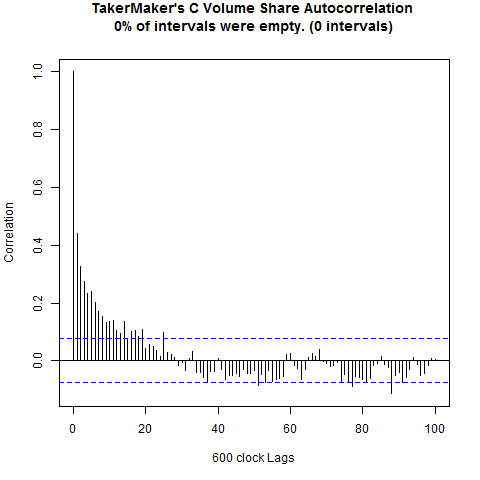 TakerMaker's C Volume Share Autocorrelation
0% of intervals were empty. (0 intervals)
1.0
0.8
0.6
0.4
0.2
0.0
Correlation
0 20 40 60 80 100
600 clock Lags